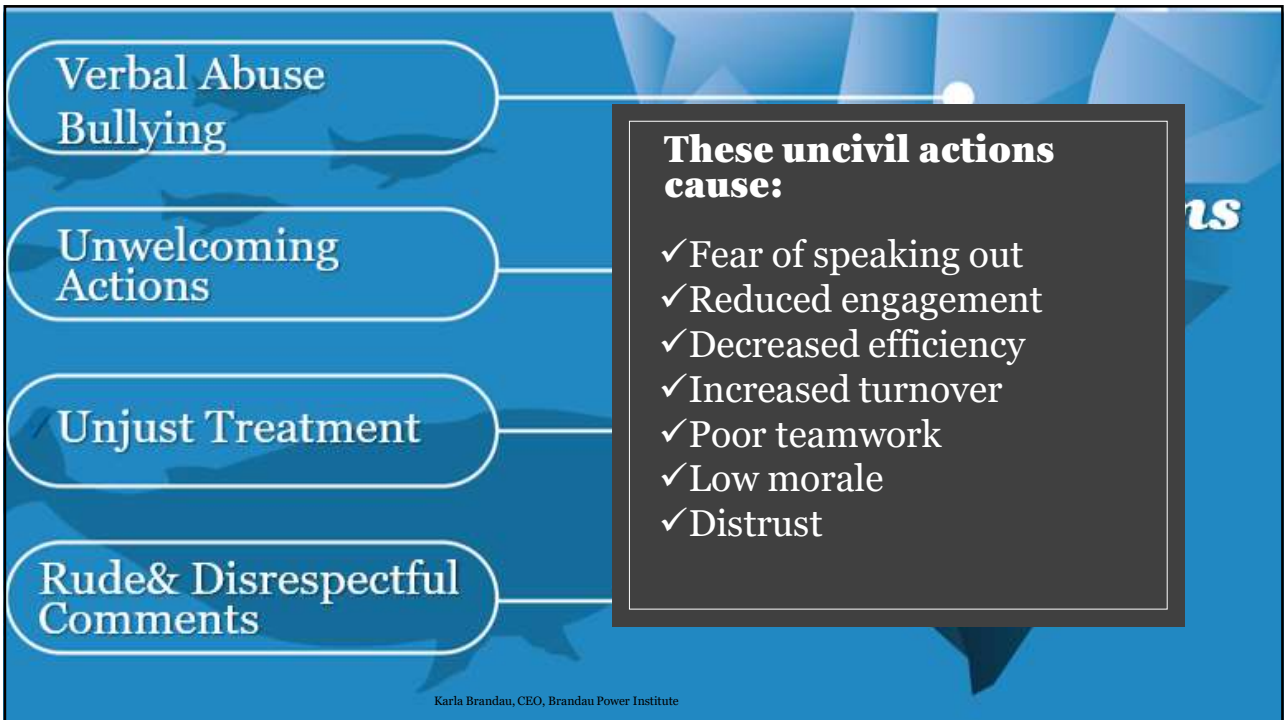 Verbal Abuse
Bullying
Unwelcoming
Actions
Unjust Treatment
Rude& Disrespectful
Comments
These uncivil actions
cause:
✓Fear of speaking out
✓Reduced engagement
✓Decreased efficiency
✓Increased turnover
✓Poor teamwork
✓Low morale
✓Distrust
ns
Karla Brandau, CEO, Brandau Power Institute